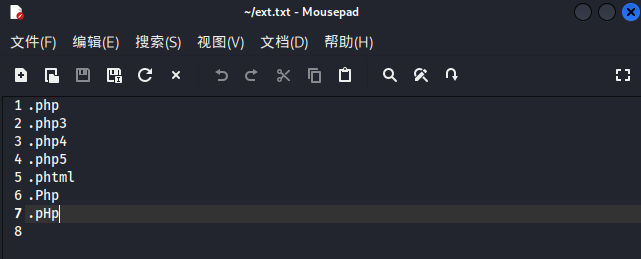 ~/ext.txt - Mousepad
文件(F) 编辑(E) 搜索(S) 视图(V) 文档(D) 帮助(H)
1 .php
2 .php3
3 .php4
4 .php5
5 .phtml
6 .Php
7 .pHp
8